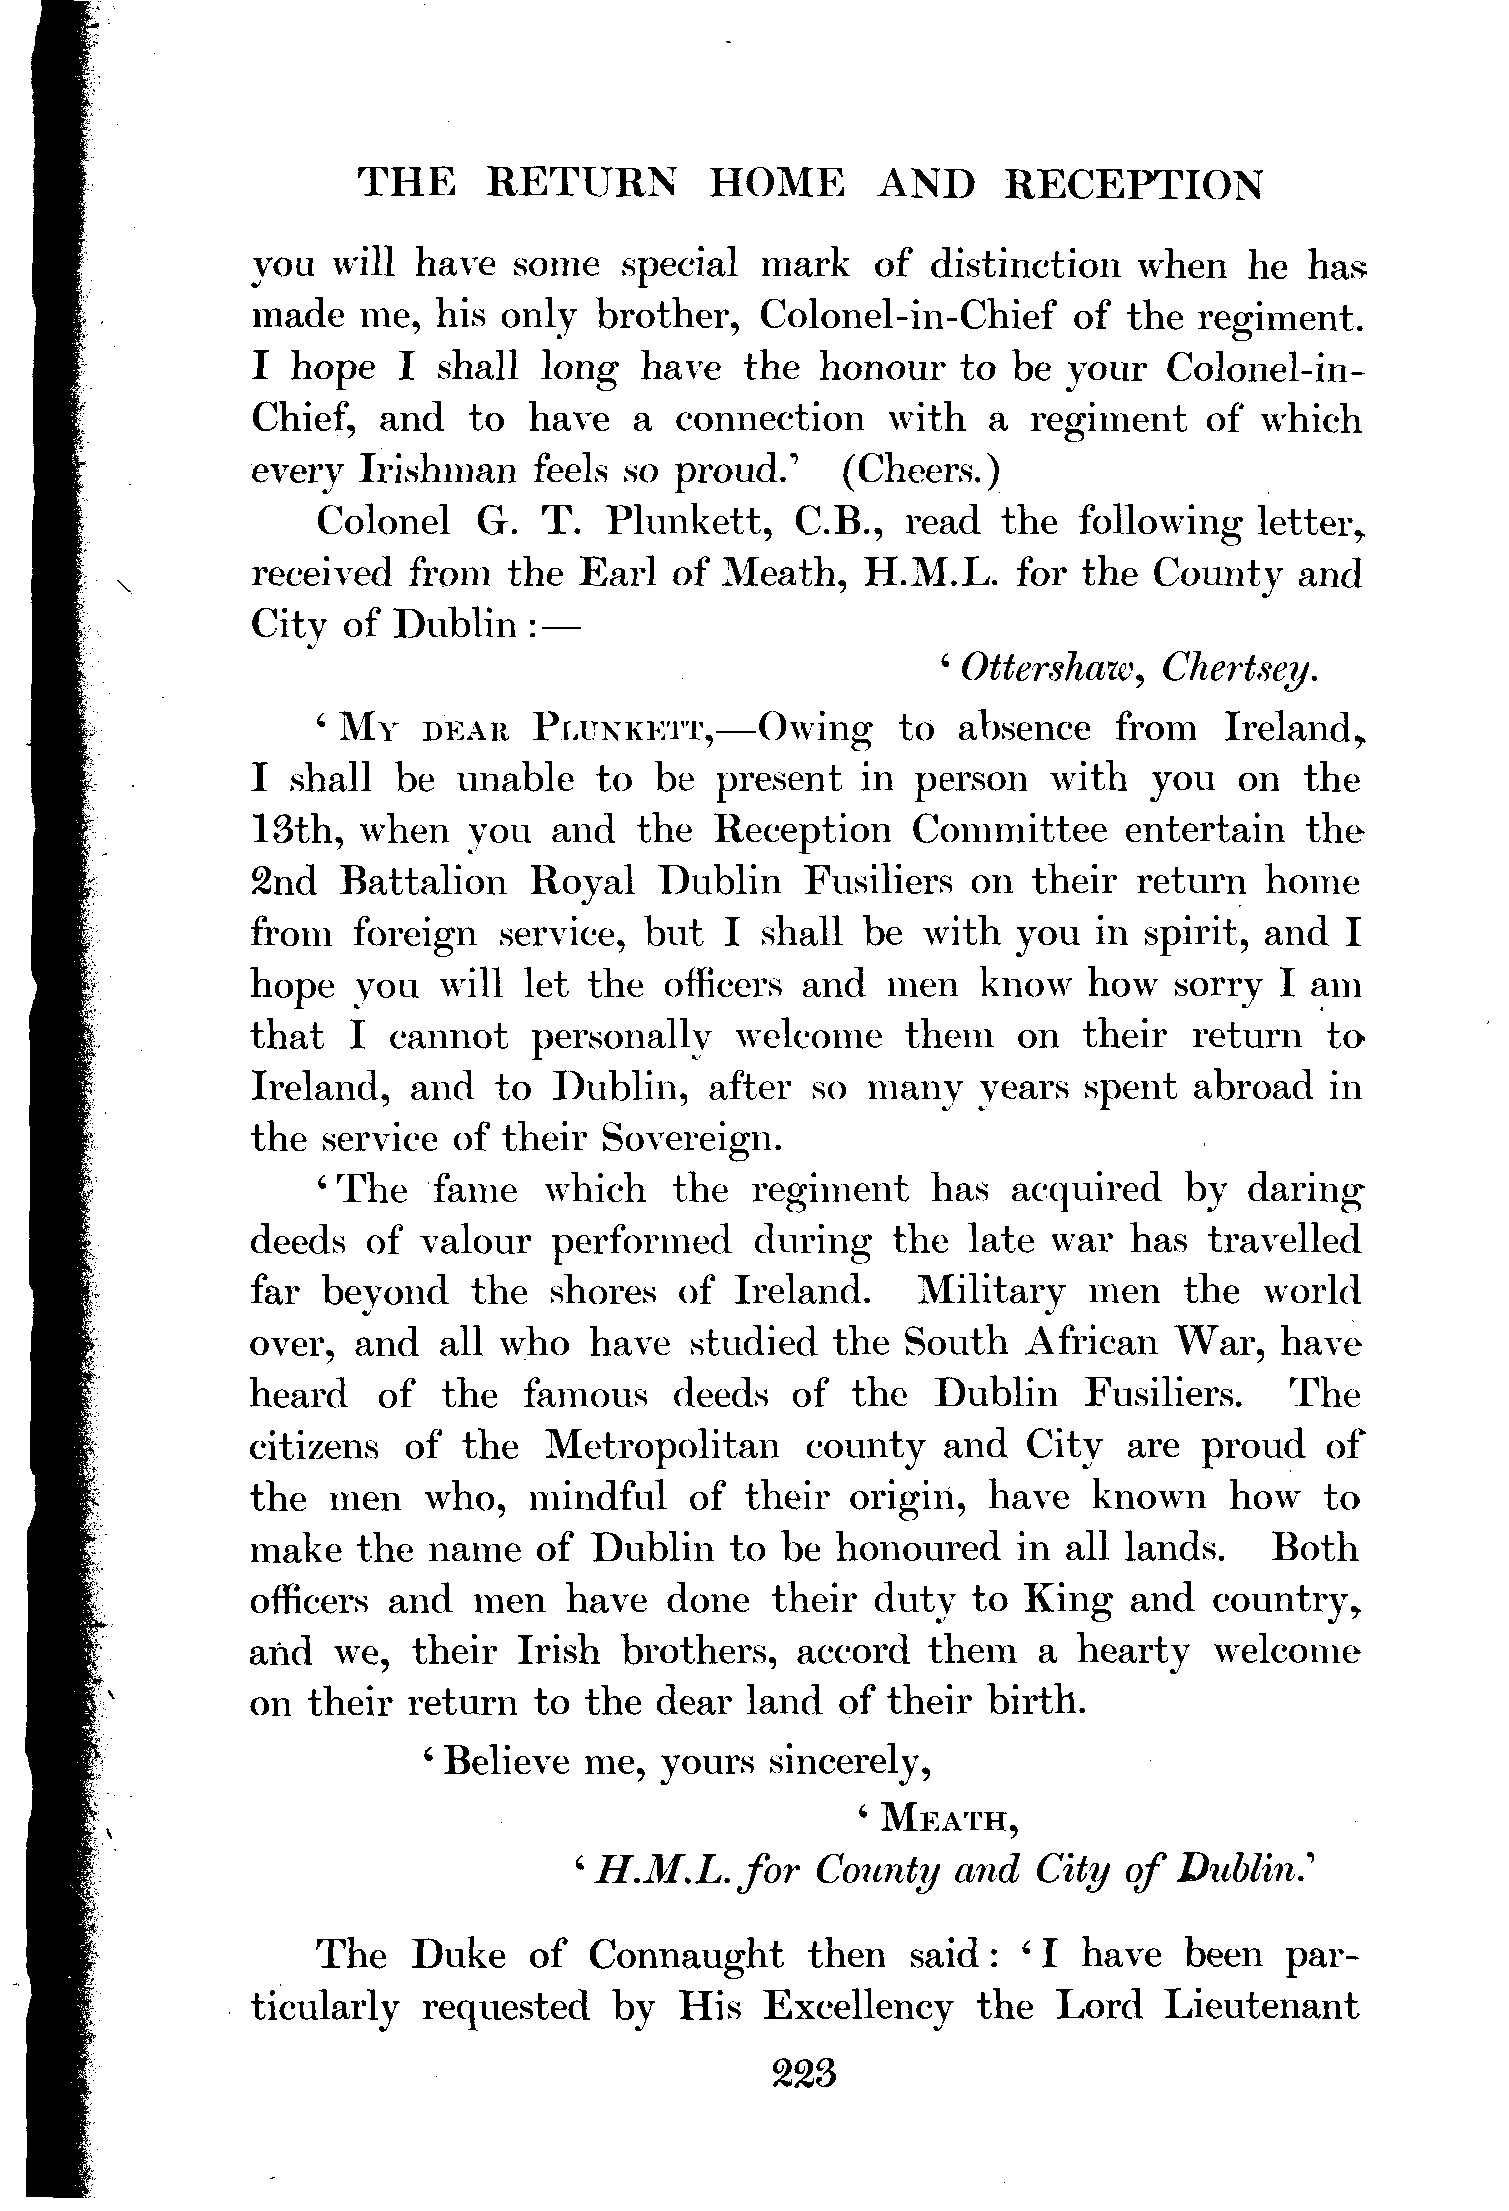 THE RETURN HOME AND RECEPTION
you will have some special mark of distinction when he has
made me, his only brother, Colonel-in-Chief of the regiment.
I hope I shall long have the honour to be your Colonel-in-
Chief, and to have a connection with a regiment of which
every Irishman feels so proud.' (Cheers.)
Colonel G. T. Plunkett, C.B., read the following letter,
received from the Earl of Meath, H.M.L. for the County and
City of Dublin :—
‘ Ottershaw, Chertsey.
‘ MY DEAR PLUNKETT,—Owing to absence from Ireland,
I shall be unable to be present in person with you on the
13th, when you and the Reception Committee entertain the
2nd Battalion Royal Dublin Fusiliers on their return home
from foreign service, but I shall be with you in spirit, and I
hope you will let the officers and men know how sorry I am
that I cannot personally welcome them on their return to
Ireland, and to Dublin, after so many years spent abroad in
the service of their Sovereign.
‘ The fame which the regiment has acquired by daring
deeds of valour performed during the late war has travelled
far beyond the shores of Ireland. Military men the world
over, and all who have studied the South African War, have
heard of the famous deeds of the Dublin Fusiliers. The
citizens of the Metropolitan county and City are proud of
the men who, mindful of their origin, have known how to
make the name of Dublin to be honoured in all lands. Both
officers and men have done their duty to King and country,
and we, their Irish brothers, accord them a hearty welcome
on their return to the dear land of their birth.
‘ Believe me, yours sincerely,
‘ MEATH,
‘ H.M.L. for County and City of Dublin.’
The Duke of Connaught then said : ‘ I have been par-
ticularly requested by His Excellency the Lord Lieutenant
223